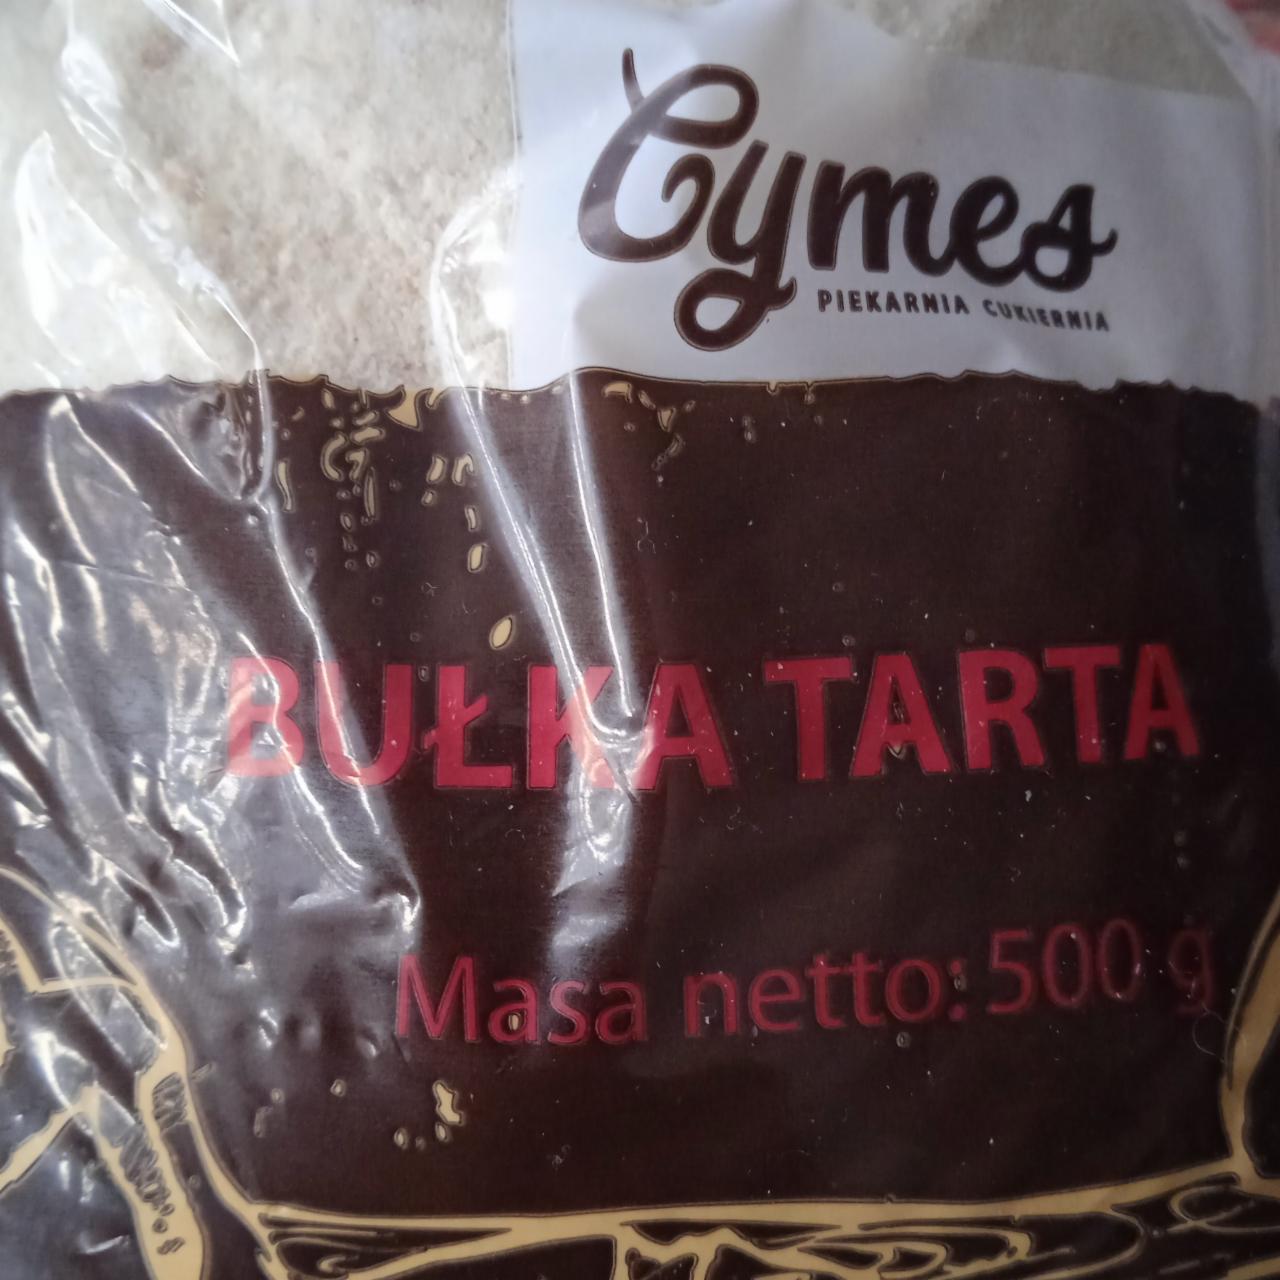 Cymes
PIEKARNIA CUKIERNIA
BUŁKA TARTA
Masa netto: 500 g